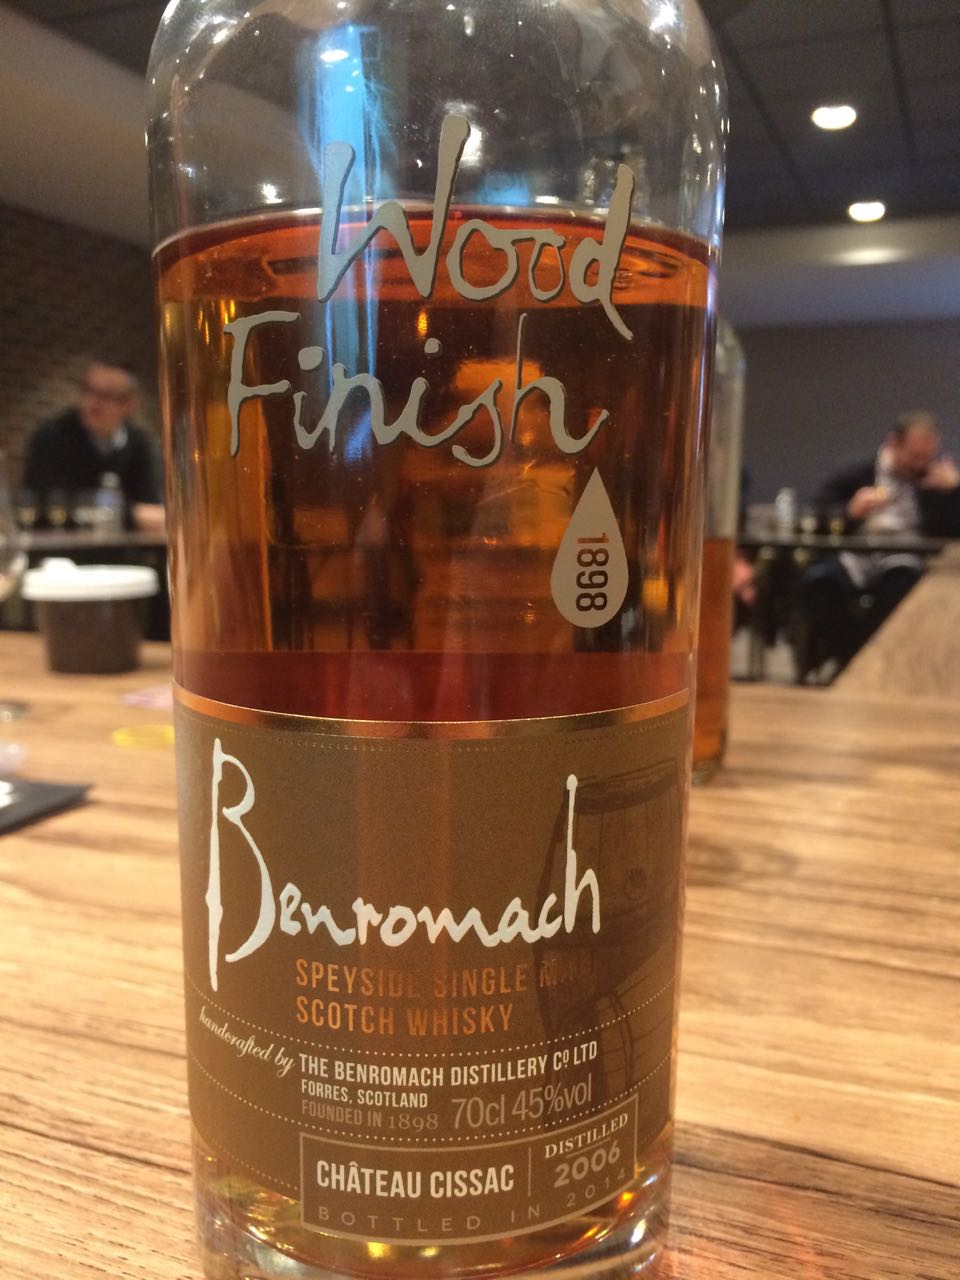 Wood
Finish
1898
Benromach
SPEYSIDE SINGLE MALT
SCOTCH WHISKY
handcrafted by THE BENROMACH DISTILLERY Cº LTD
FORRES, SCOTLAND
FOUNDED IN 1898 70cl 45%vol
CHÂTEAU CISSAC
DISTILLED
2006
BOTTLED IN 2014